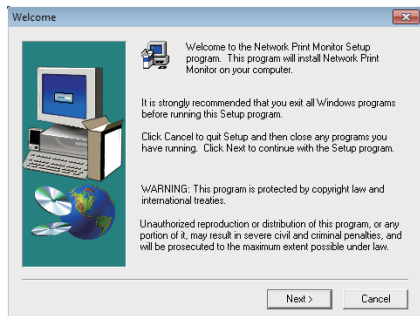 Welcome
Welcome to the Network Print Monitor Setup
program. This program will install Network Print
Monitor on your computer.
It is strongly recommended that you exit all Windows programs
before running this Setup program.
Click Cancel to quit Setup and then close any programs you
have running. Click Next to continue with the Setup program.
WARNING: This program is protected by copyright law and
international treaties.
Unauthorized reproduction or distribution of this program, or any
portion of it, may result in severe civil and criminal penalties, and
will be prosecuted to the maximum extent possible under law.
Next >
Cancel